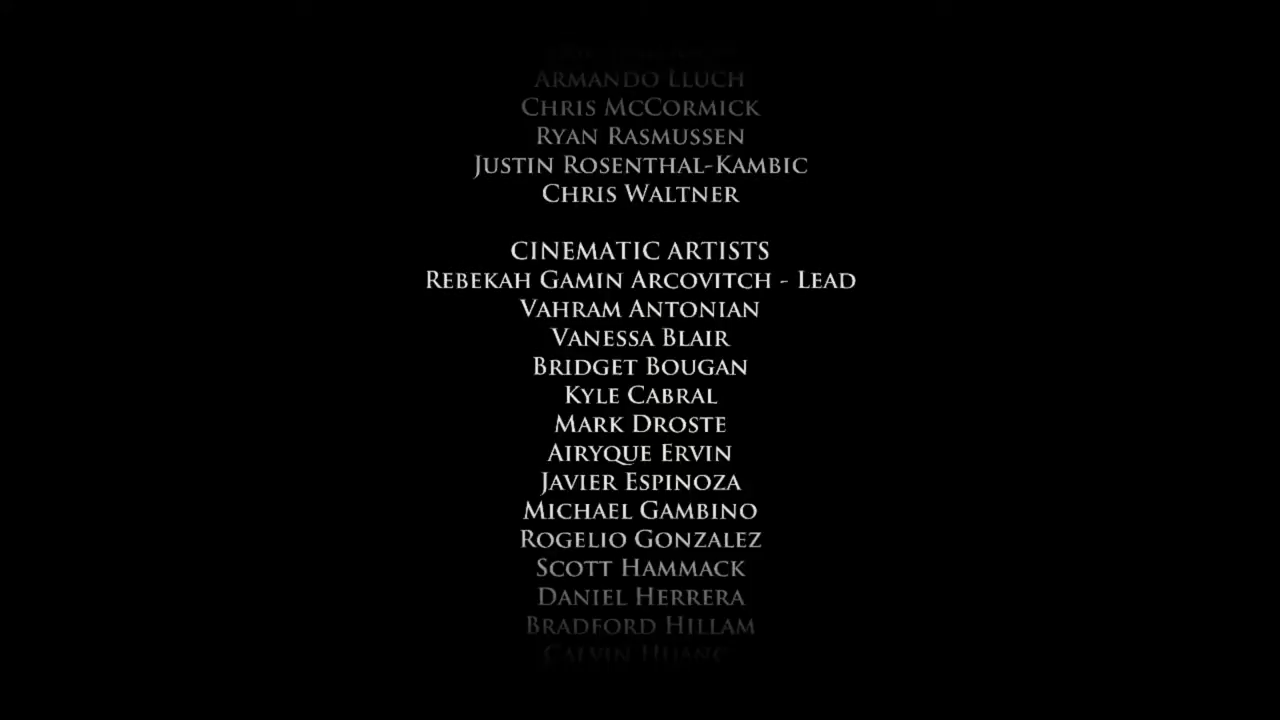 Armando Lluch
Chris McCormick
Ryan Rasmussen
Justin Rosenthal-Kambic
Chris Waltner
CINEMATIC ARTISTS
Rebekah Gamin Arcovitch - Lead
Vahram Antonian
Vanessa Blair
Bridget Bougan
Kyle Cabral
Mark Droste
Airyque Ervin
Javier Espinoza
Michael Gambino
Rogelio Gonzalez
Scott Hammack
Daniel Herrera
Bradford Hillam
Calvin Huang